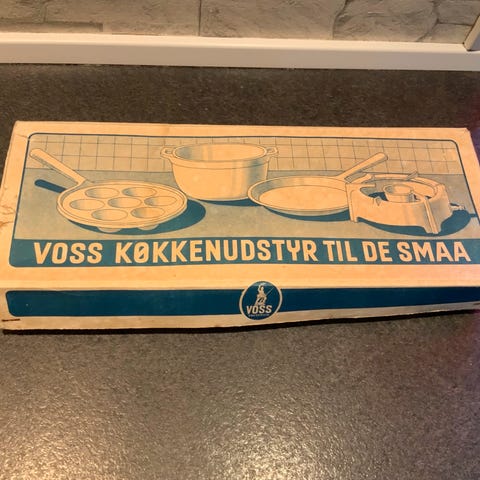 VOSS KØKKENUDSTYR TIL DE SMAA
VOSS